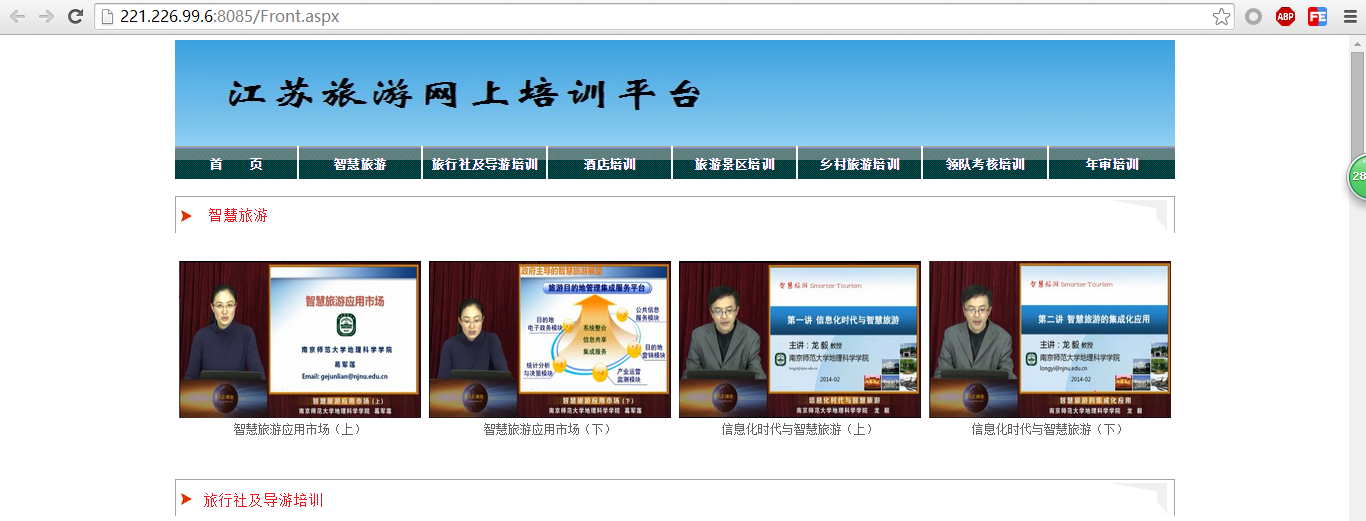 221.226.99.6:8085/Front.aspx
ABP
FE
江苏旅游网上培训平台
首 页 智慧旅游 旅行社及导游培训 酒店培训 旅游景区培训 乡村旅游培训 领队考核培训 年审培训
28
智慧旅游
智慧旅游应用市场
南京师范大学地理科学学院
葛军莲
Email: gejunlian@njnu.edu.cn
智慧旅游应用市场(上)
南京师范大学地理科学学院 葛军莲
政府主导的智慧旅游展望
旅游目的地管理集成服务平台
公共信息
服务模块
目的地
电子政务模块
系统整合
信息共享
集成服务
目的地
营销模块
统计分析
与决策模块
产业运营
监测模块
智慧旅游应用市场(下)
南京师范大学地理科学学院 葛军莲
智慧旅游 Smarter Tourism
第一讲 信息化时代与智慧旅游
主讲:龙 毅 教授
南京师范大学地理科学学院
2014-02
信息化时代与智慧旅游
南京师范大学地理科学学院 龙 毅
智慧旅游 Smarter Tourism
第二讲 智慧旅游的集成化应用
主讲:龙 毅 教授
南京师范大学地理科学学院
longyi@njnu.edu.cn
2014-02
智慧旅游的集成化应用
南京师范大学地理科学学院 龙 毅
智慧旅游应用市场(上)
智慧旅游应用市场(下)
信息化时代与智慧旅游(上)
信息化时代与智慧旅游(下)
旅行社及导游培训